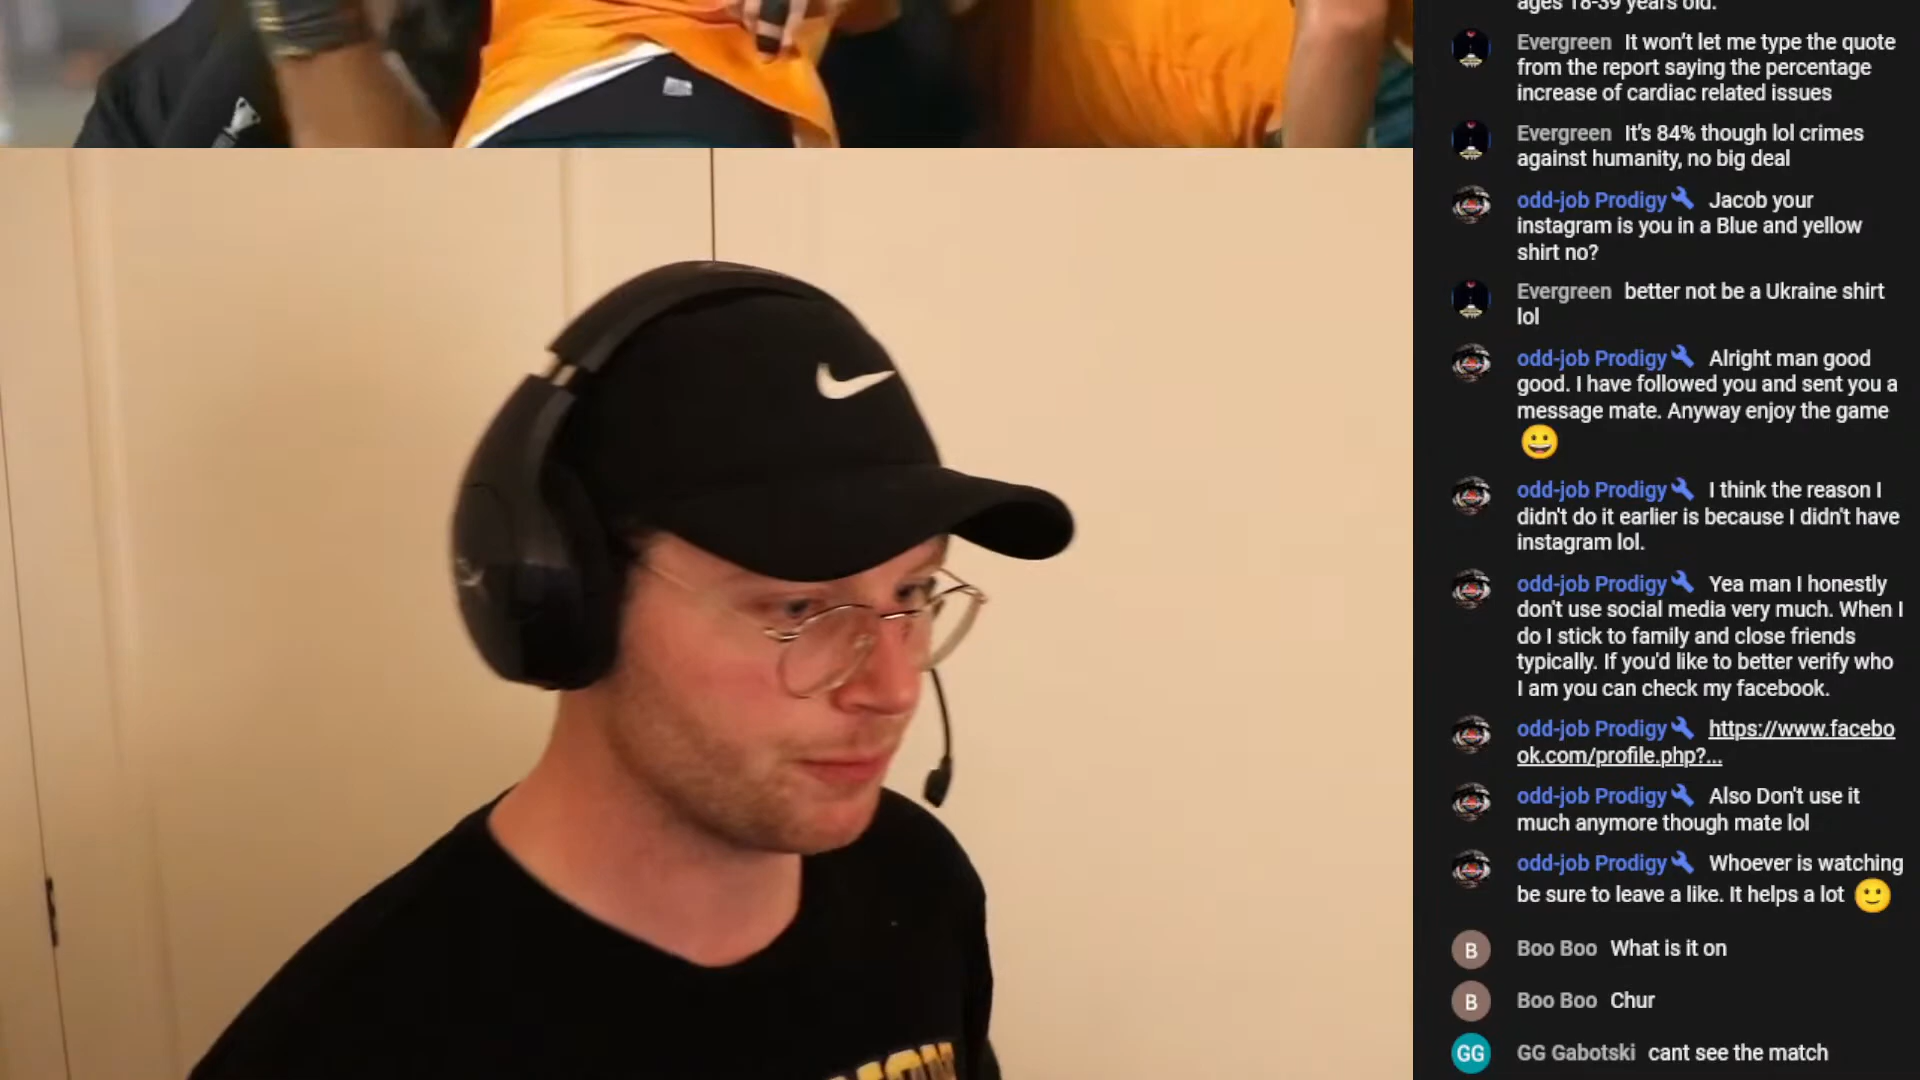 ages 18-39 years old.
Evergreen It won't let me type the quote
from the report saying the percentage
increase of cardiac related issues
Evergreen It's 84% though lol crimes
against humanity, no big deal
odd-job Prodigy Jacob your
instagram is you in a Blue and yellow
shirt no?
Evergreen better not be a Ukraine shirt
lol
odd-job Prodigy Alright man good
good. I have followed you and sent you a
message mate. Anyway enjoy the game
odd-job Prodigy I think the reason I
didn't do it earlier is because I didn't have
instagram lol.
odd-job Prodigy Yea man I honestly
don't use social media very much. When I
do I stick to family and close friends
typically. If you'd like to better verify who
I am you can check my facebook.
odd-job Prodigy https://www.facebo
ok.com/profile.php?...
odd-job Prodigy Also Don't use it
much anymore though mate lol
odd-job Prodigy Whoever is watching
be sure to leave a like. It helps a lot
B Boo Boo What is it on
B Boo Boo Chur
GG GG Gabotski cant see the match